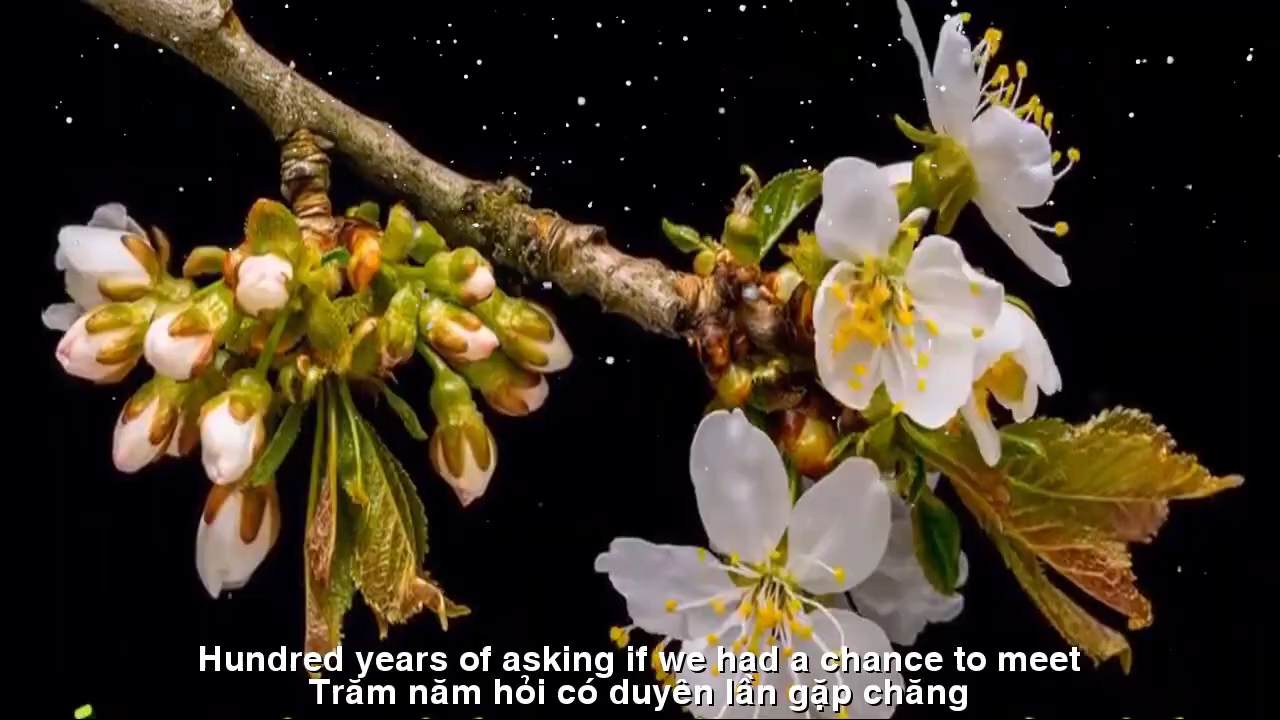 Hundred years of asking if we had a chance to meet
Trăm năm hỏi có duyên lần gặp chăng